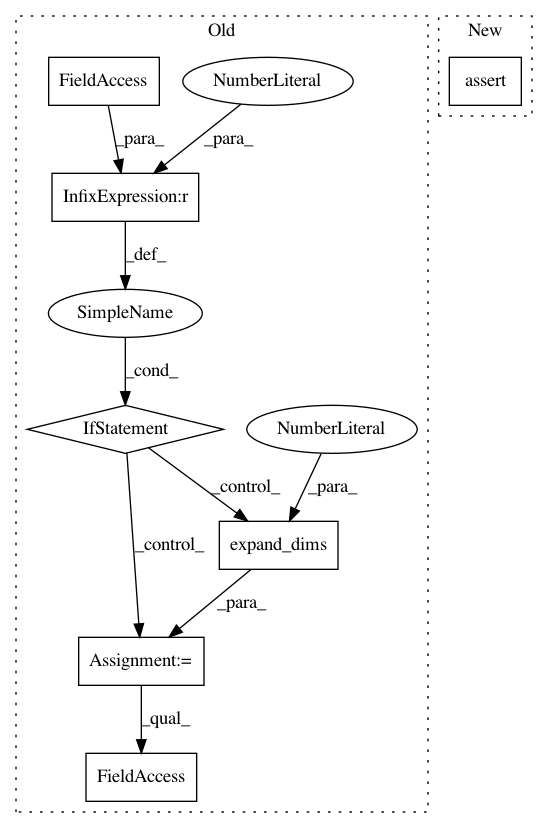 Old
New
FieldAccess
NumberLiteral
assert
_para_
_para_
InfixExpression:r
_def_
SimpleName
_cond_
IfStatement
NumberLiteral
_control_
_para_
_control_
expand_dims
_para_
Assignment:=
_qual_
FieldAccess